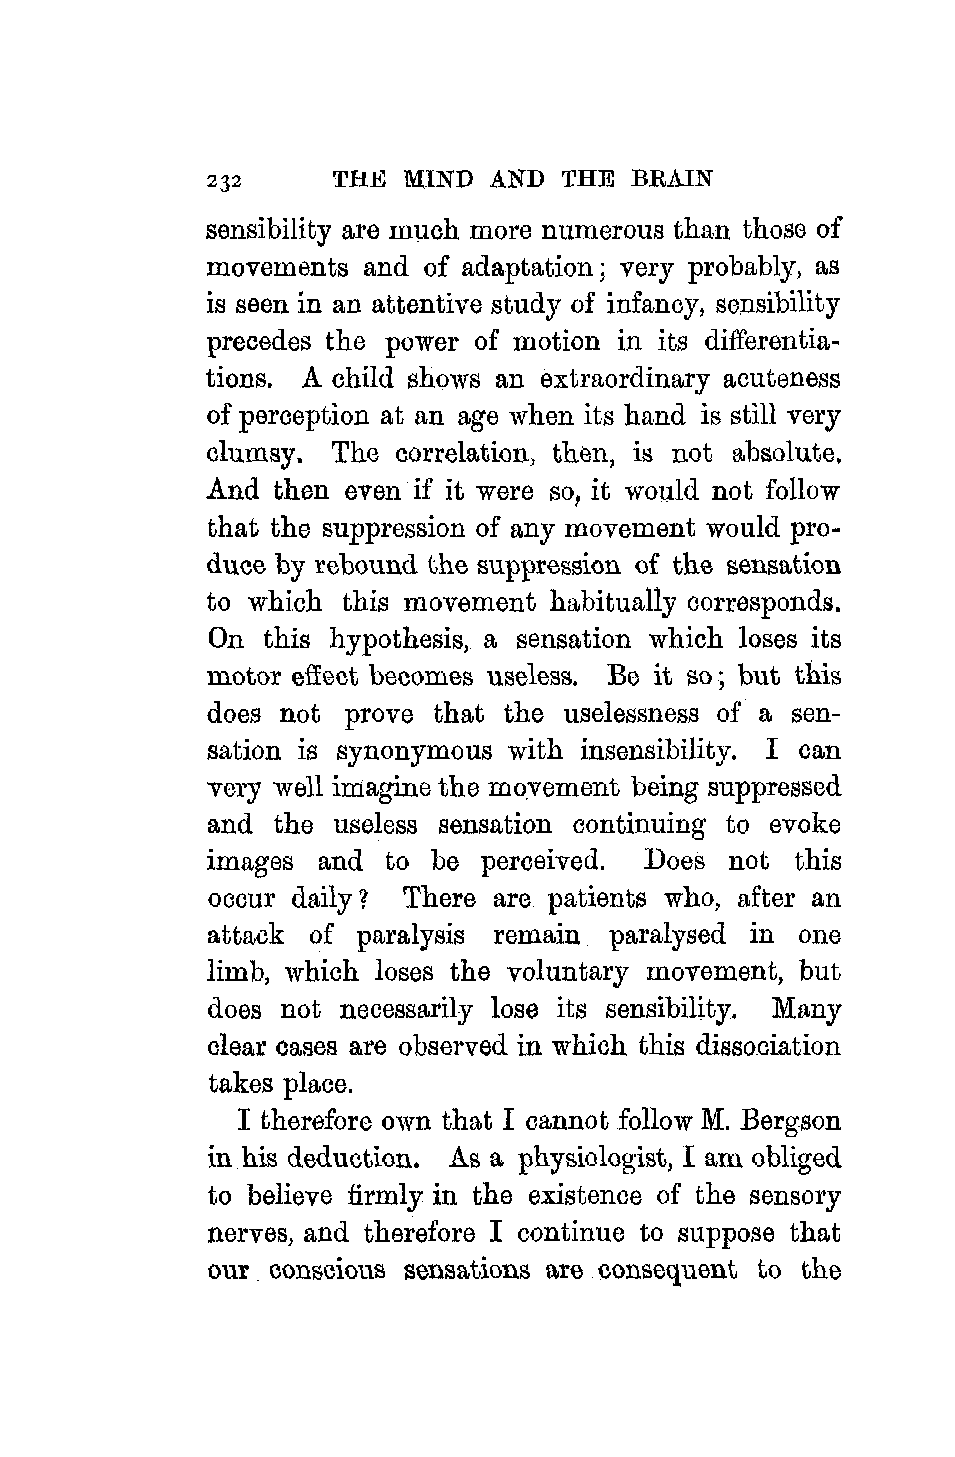 232 THE MIND AND THE BRAIN
sensibility are much more numerous than those of
movements and of adaptation; very probably, as
is seen in an attentive study of infancy, sensibility
precedes the power of motion in its differentia-
tions. A child shows an extraordinary acuteness
of perception at an age when its hand is still very
clumsy. The correlation, then, is not absolute.
And then even if it were so, it would not follow
that the suppression of any movement would pro-
duce by rebound the suppression of the sensation
to which this movement habitually corresponds.
On this hypothesis, a sensation which loses its
motor effect becomes useless. Be it so; but this
does not prove that the uselessness of a sen-
sation is synonymous with insensibility. I can
very well imagine the movement being suppressed
and the useless sensation continuing to evoke
images and to be perceived. Does not this
occur daily? There are patients who, after an
attack of paralysis remain paralysed in one
limb, which loses the voluntary movement, but
does not necessarily lose its sensibility. Many
clear cases are observed in which this dissociation
takes place.
I therefore own that I cannot follow M. Bergson
in his deduction. As a physiologist, I am obliged
to believe firmly in the existence of the sensory
nerves, and therefore I continue to suppose that
our conscious sensations are consequent to the